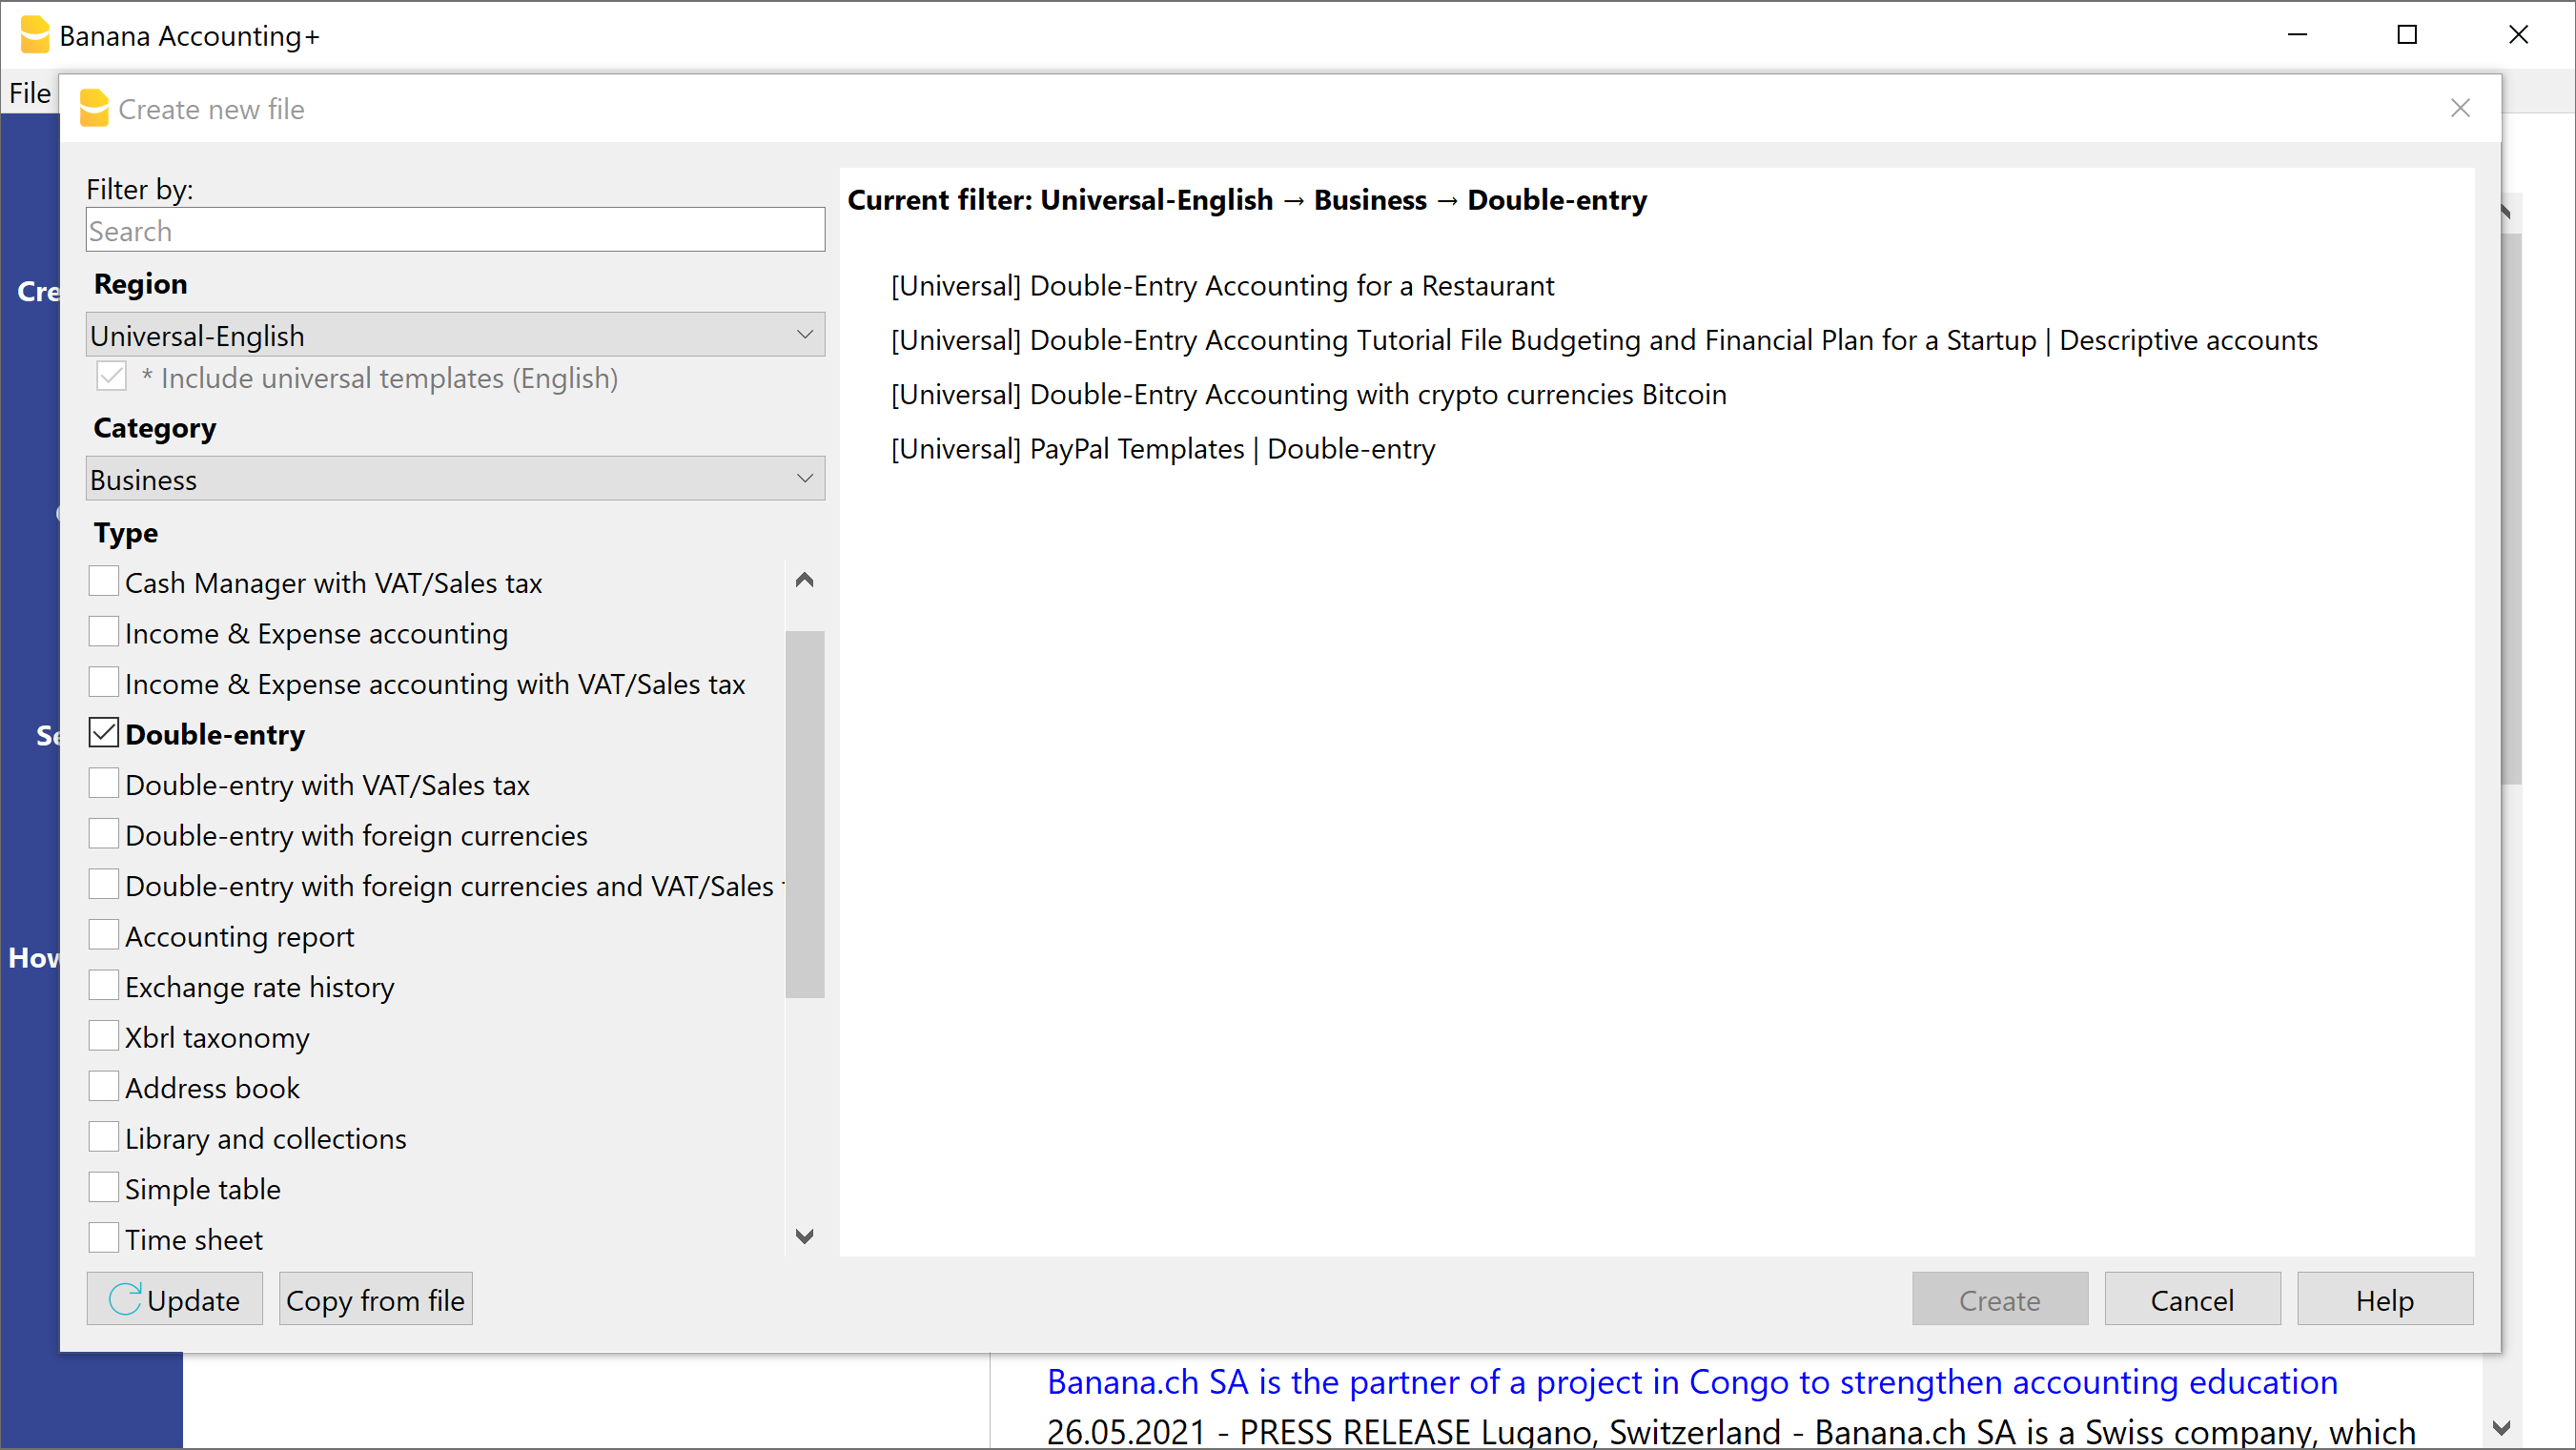 Banana Accounting+
File
Create new file
Filter by:
Search
Region
Universal-English
* Include universal templates (English)
Category
Business
Type
Cash Manager with VAT/Sales tax
Income & Expense accounting
Income & Expense accounting with VAT/Sales tax
Double-entry
Double-entry with VAT/Sales tax
Double-entry with foreign currencies
Double-entry with foreign currencies and VAT/Sales
Accounting report
Exchange rate history
Xbrl taxonomy
Address book
Library and collections
Simple table
Time sheet
Update
Copy from file
Current filter: Universal-English → Business → Double-entry
[Universal] Double-Entry Accounting for a Restaurant
[Universal] Double-Entry Accounting Tutorial File Budgeting and Financial Plan for a Startup | Descriptive accounts
[Universal] Double-Entry Accounting with crypto currencies Bitcoin
[Universal] PayPal Templates | Double-entry
Create
Cancel
Help
Cre
Se
How
Banana.ch SA is the partner of a project in Congo to strengthen accounting education
26.05.2021 - PRESS RELEASE Lugano, Switzerland - Banana.ch SA is a Swiss company, which